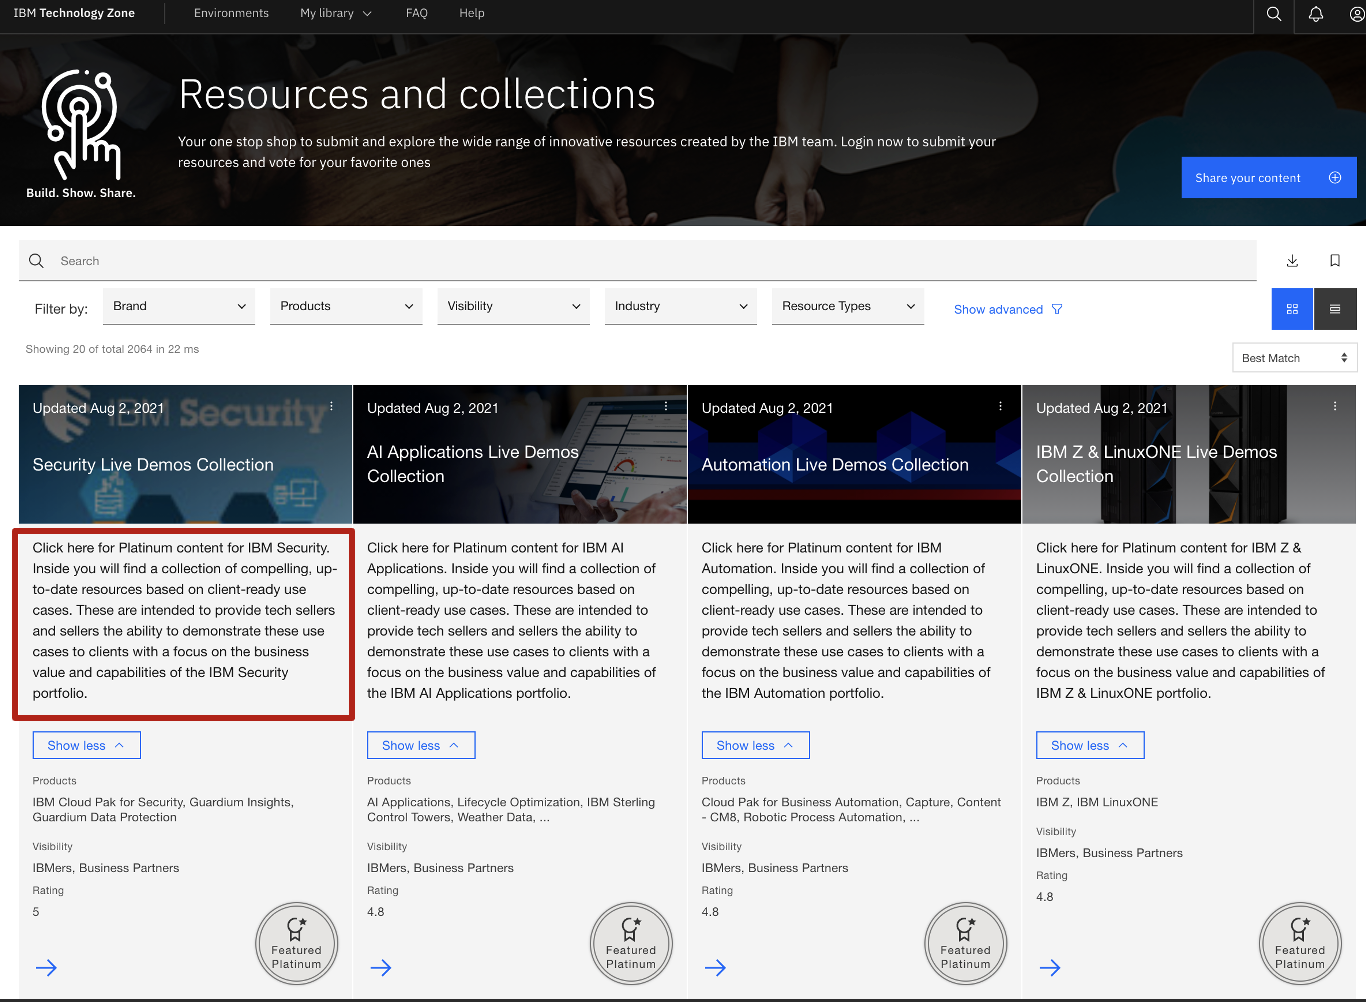 IBM Technology Zone
Environments
My library
FAQ
Help
Resources and collections
Your one stop shop to submit and explore the wide range of innovative resources created by the IBM team. Login now to submit your
resources and vote for your favorite ones
Build. Show. Share.
Share your content
Search
Filter by:
Brand
Products
Visibility
Industry
Resource Types
Show advanced
Showing 20 of total 2064 in 22 ms
Best Match
IBM Security
Updated Aug 2, 2021
Security Live Demos Collection
Click here for Platinum content for IBM Security.
Inside you will find a collection of compelling, up-
to-date resources based on client-ready use
cases. These are intended to provide tech sellers
and sellers the ability to demonstrate these use
cases to clients with a focus on the business
value and capabilities of the IBM Security
portfolio.
Show less
Products
IBM Cloud Pak for Security, Guardium Insights,
Guardium Data Protection
Visibility
IBMers, Business Partners
Rating
5
Featured
Platinum
Updated Aug 2, 2021
AI Applications Live Demos
Collection
Click here for Platinum content for IBM AI
Applications. Inside you will find a collection of
compelling, up-to-date resources based on
client-ready use cases. These are intended to
provide tech sellers and sellers the ability to
demonstrate these use cases to clients with a
focus on the business value and capabilities of
the IBM AI Applications portfolio.
Show less
Products
AI Applications, Lifecycle Optimization, IBM Sterling
Control Towers, Weather Data, ...
Visibility
IBMers, Business Partners
Rating
4.8
Featured
Platinum
Updated Aug 2, 2021
Automation Live Demos Collection
Click here for Platinum content for IBM
Automation. Inside you will find a collection of
compelling, up-to-date resources based on
client-ready use cases. These are intended to
provide tech sellers and sellers the ability to
demonstrate these use cases to clients with a
focus on the business value and capabilities of
the IBM Automation portfolio.
Show less
Products
Cloud Pak for Business Automation, Capture, Content
- CM8, Robotic Process Automation, ...
Visibility
IBMers, Business Partners
Rating
4.8
Featured
Platinum
Updated Aug 2, 2021
IBM Z & LinuxONE Live Demos
Collection
Click here for Platinum content for IBM Z &
LinuxONE. Inside you will find a collection of
compelling, up-to-date resources based on
client-ready use cases. These are intended to
provide tech sellers and sellers the ability to
demonstrate these use cases to clients with a
focus on the business value and capabilities of
IBM Z & LinuxONE portfolio.
Show less
Products
IBM Z, IBM LinuxONE
Visibility
IBMers, Business Partners
Rating
4.8
Featured
Platinum